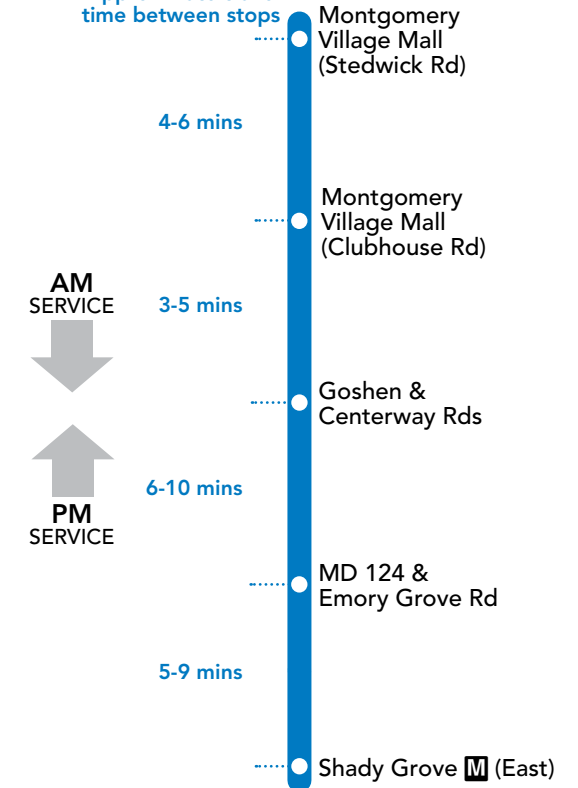 time between stops
Montgomery
Village Mall
(Stedwick Rd)
4-6 mins
Montgomery
Village Mall
(Clubhouse Rd)
AM
SERVICE
3-5 mins
Goshen &
Centerway Rds
6-10 mins
PM
SERVICE
MD 124 &
Emory Grove Rd
5-9 mins
Shady Grove M (East)